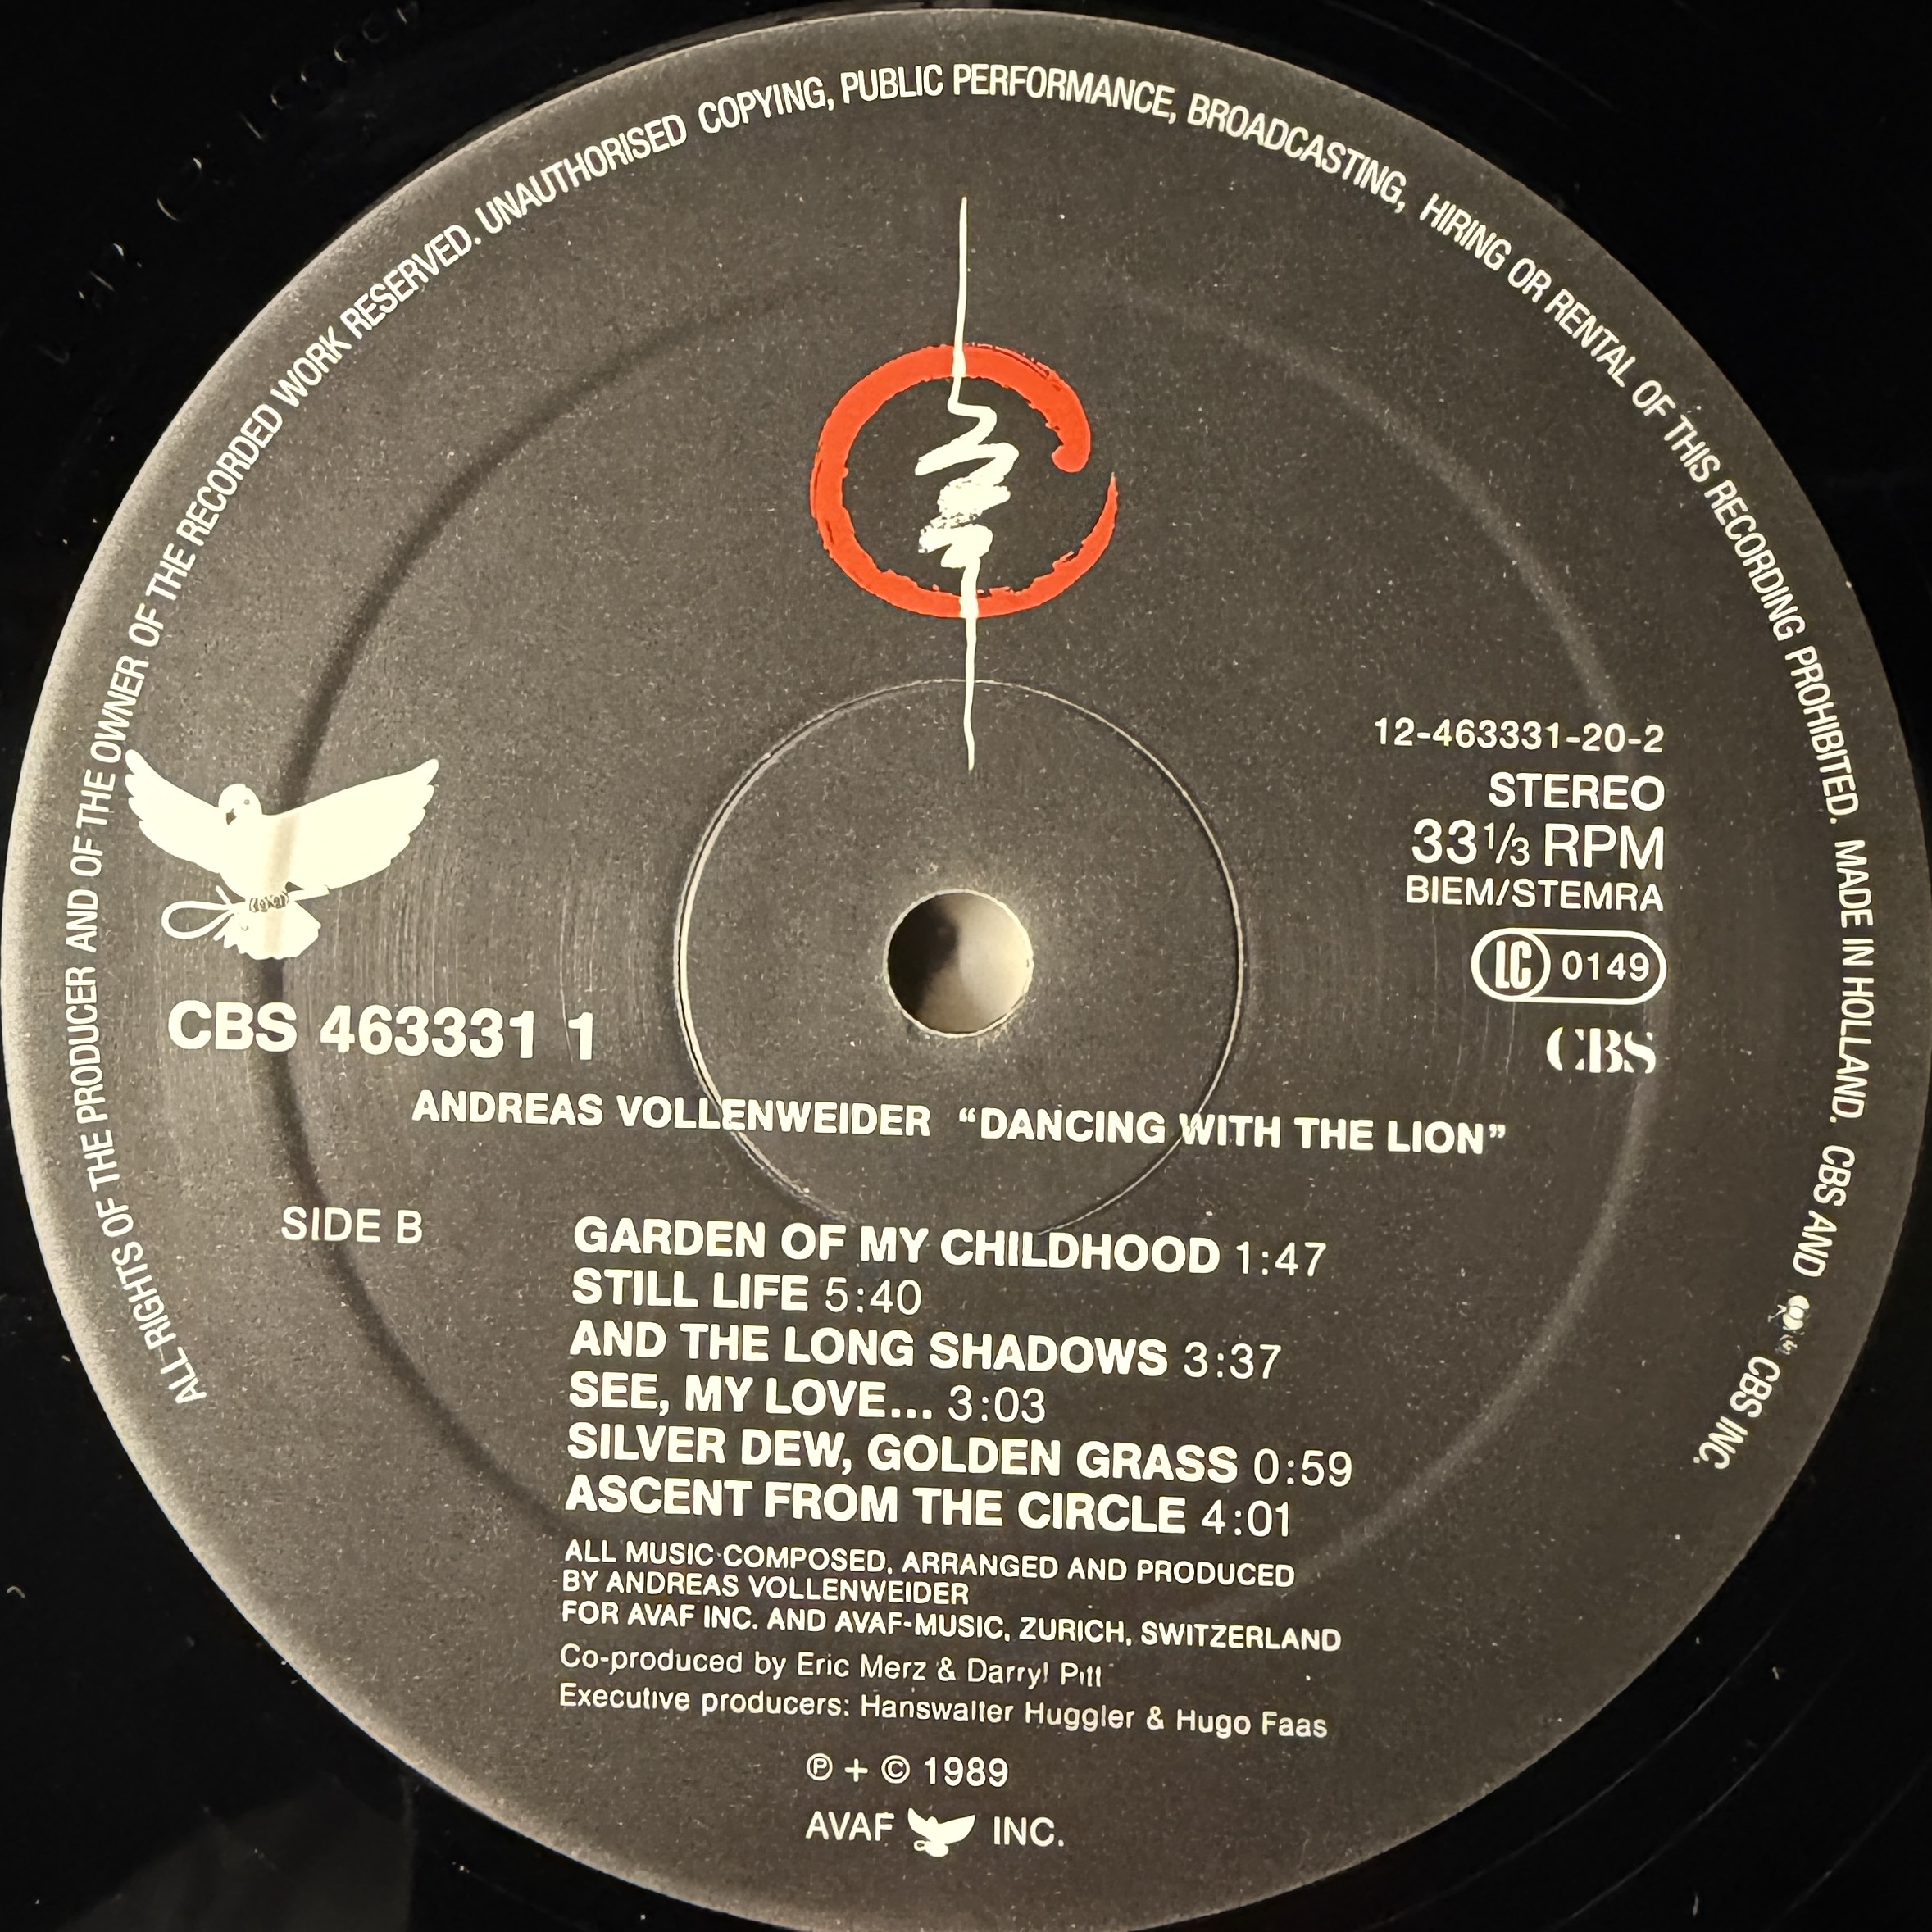 ALL RIGHTS OF THE PRODUCER AND OF THE OWNER OF THE RECORDED WORK RESERVED. UNAUTHORISED COPYING, PUBLIC PERFORMANCE, BROADCASTING, HIRING OR RENTAL OF THIS RECORDING PROHIBITED. MADE IN HOLLAND. CBS AND CBS INC.
12-463331-20-2
STEREO
33 1/3 RPM
BIEM/STEMRA
LC 0149
CBS
CBS 463331 1
ANDREAS VOLLENWEIDER “DANCING WITH THE LION”
SIDE B
GARDEN OF MY CHILDHOOD 1:47
STILL LIFE 5:40
AND THE LONG SHADOWS 3:37
SEE, MY LOVE... 3:03
SILVER DEW, GOLDEN GRASS 0:59
ASCENT FROM THE CIRCLE 4:01
ALL MUSIC COMPOSED, ARRANGED AND PRODUCED
BY ANDREAS VOLLENWEIDER
FOR AVAF INC. AND AVAF-MUSIC, ZURICH, SWITZERLAND
Co-produced by Eric Merz & Darryl Pitt
Executive producers: Hanswalter Huggler & Hugo Faas
℗ + © 1989
AVAF INC.